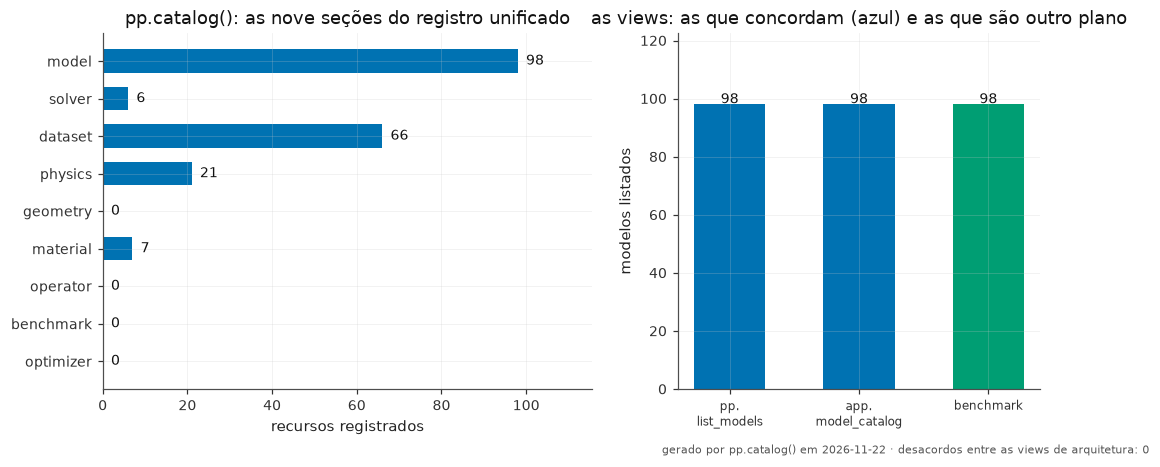 pp.catalog(): as nove seções do registro unificado
model
98
solver
6
dataset
66
physics
21
geometry
0
material
7
operator
0
benchmark
0
optimizer
0
0 20 40 60 80 100
recursos registrados
as views: as que concordam (azul) e as que são outro plano
modelos listados
120
100
80
60
40
20
0
98 98 98
pp.
list_models
app.
model_catalog
benchmark
gerado por pp.catalog() em 2026-11-22 · desacordos entre as views de arquitetura: 0